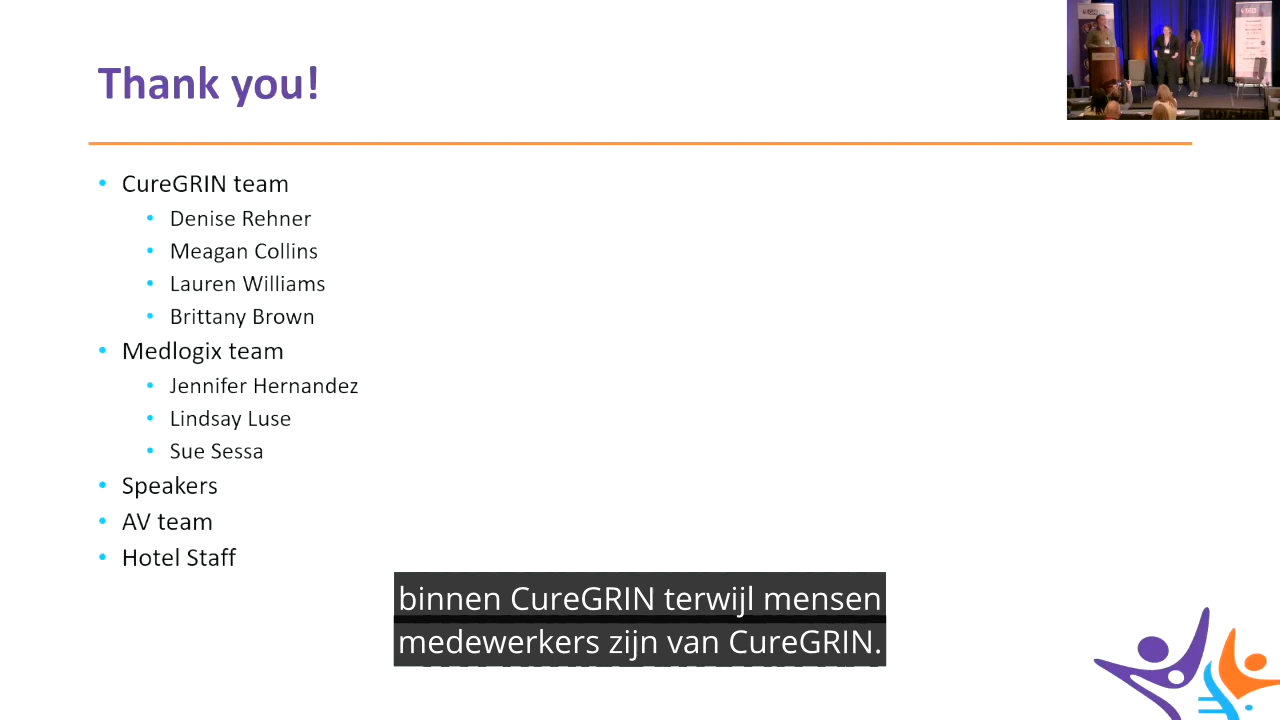 Thank you!
CureGRIN team
Denise Rehner
Meagan Collins
Lauren Williams
Brittany Brown
Medlogix team
Jennifer Hernandez
Lindsay Luse
Sue Sessa
Speakers
AV team
Hotel Staff
binnen CureGRIN terwijl mensen
medewerkers zijn van CureGRIN.